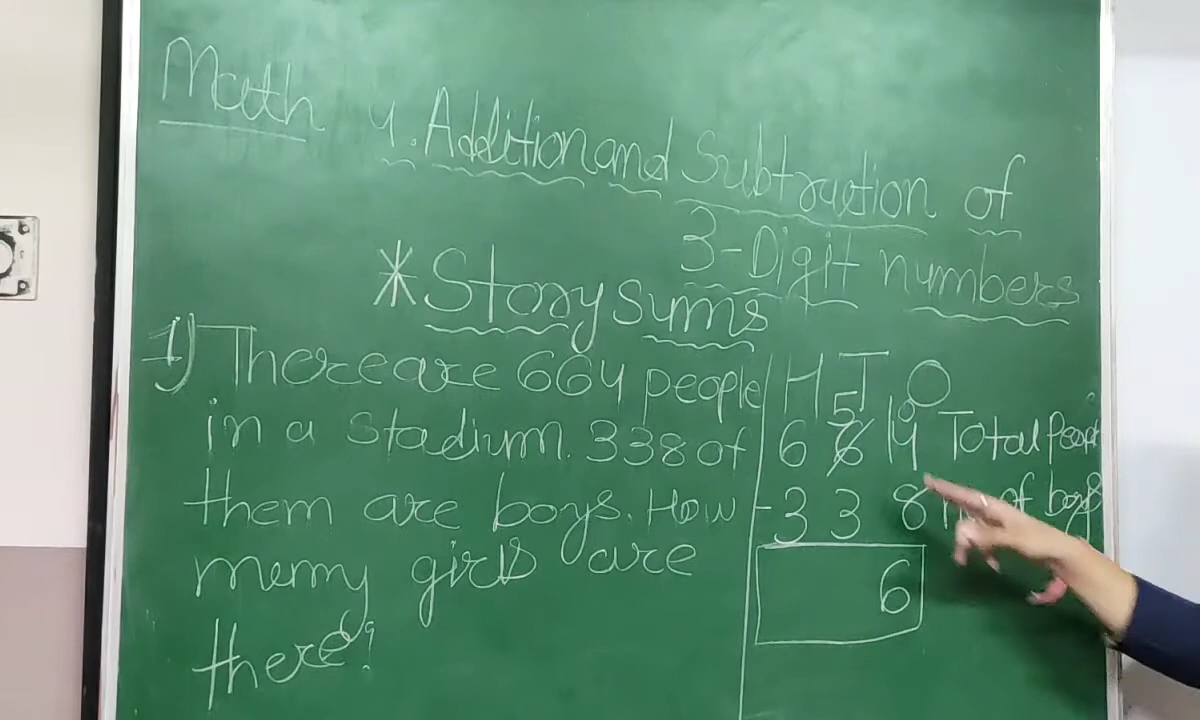 Math 4. Addition and Subtraction of
3-Digit numbers
*Story sums
1) There are 664 people
in a stadium. 338 of
them are boys. How
many girls are
there?
H T O
5
6 6 14 Total
-3 3 8 of boys
6